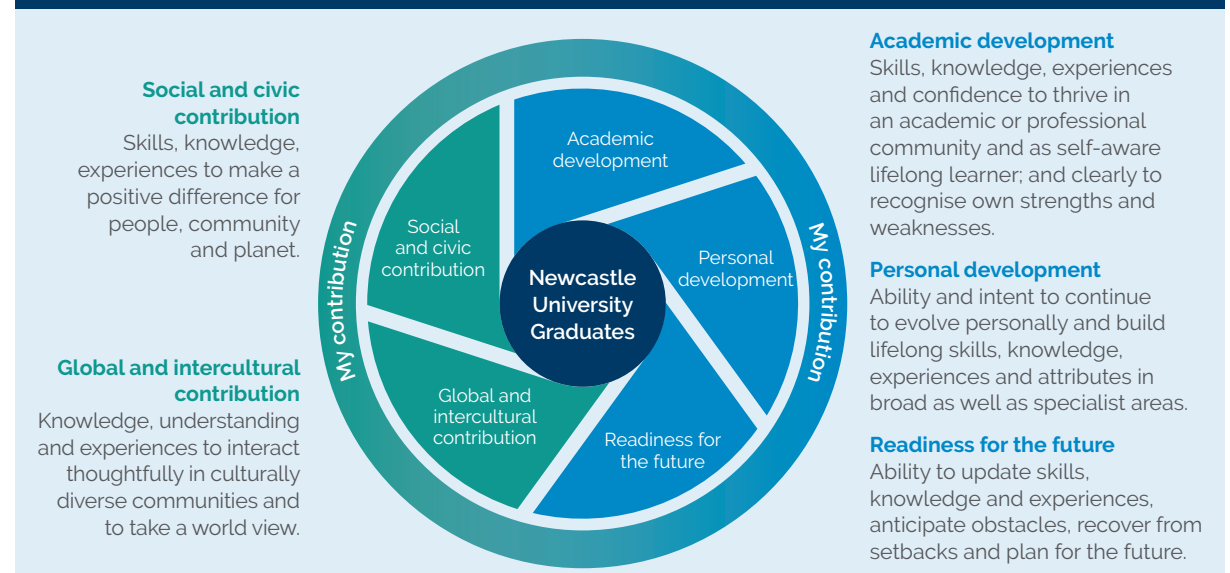 Social and civic
contribution
Skills, knowledge,
experiences to make a
positive difference for
people, community
and planet.
Global and intercultural
contribution
Knowledge, understanding
and experiences to interact
thoughtfully in culturally
diverse communities and
to take a world view.
My contribution
Academic
development
Social
and civic
contribution
Personal
development
Newcastle
University
Graduates
Global and
intercultural
contribution
Readiness for
the future
My contribution
Academic development
Skills, knowledge, experiences
and confidence to thrive in
an academic or professional
community and as self-aware
lifelong learner; and clearly to
recognise own strengths and
weaknesses.
Personal development
Ability and intent to continue
to evolve personally and build
lifelong skills, knowledge,
experiences and attributes in
broad as well as specialist areas.
Readiness for the future
Ability to update skills,
knowledge and experiences,
anticipate obstacles, recover from
setbacks and plan for the future.